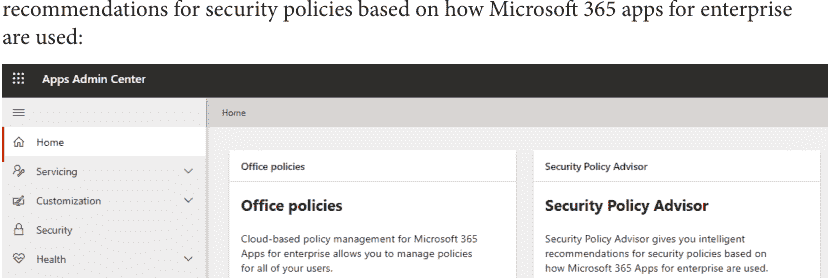 recommendations for security policies based on how Microsoft 365 apps for enterprise
are used:
Apps Admin Center
Home
Servicing
Customization
Security
Health
Home
Office policies
Office policies
Cloud-based policy management for Microsoft 365
Apps for enterprise allows you to manage policies
for all of your users.
Security Policy Advisor
Security Policy Advisor
Security Policy Advisor gives you intelligent
recommendations for security policies based on
how Microsoft 365 Apps for enterprise are used.